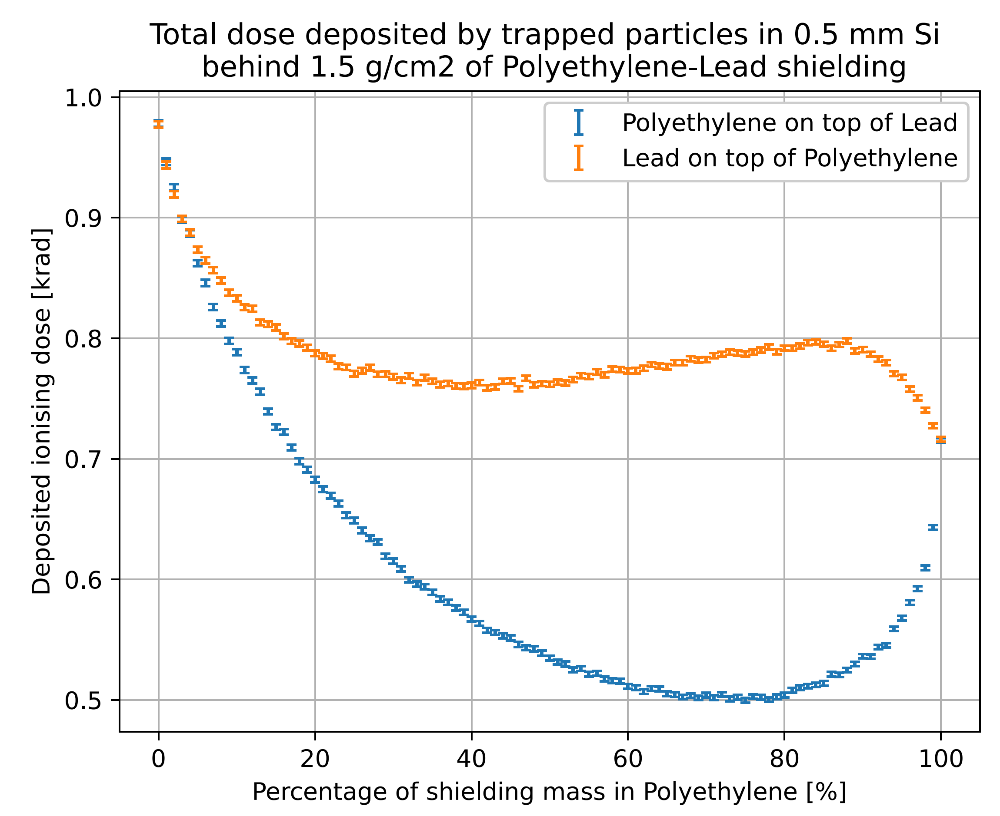 Total dose deposited by trapped particles in 0.5 mm Si
behind 1.5 g/cm2 of Polyethylene-Lead shielding
Polyethylene on top of Lead
Lead on top of Polyethylene
Deposited ionising dose [krad]
1.0
0.9
0.8
0.7
0.6
0.5
0 20 40 60 80 100
Percentage of shielding mass in Polyethylene [%]